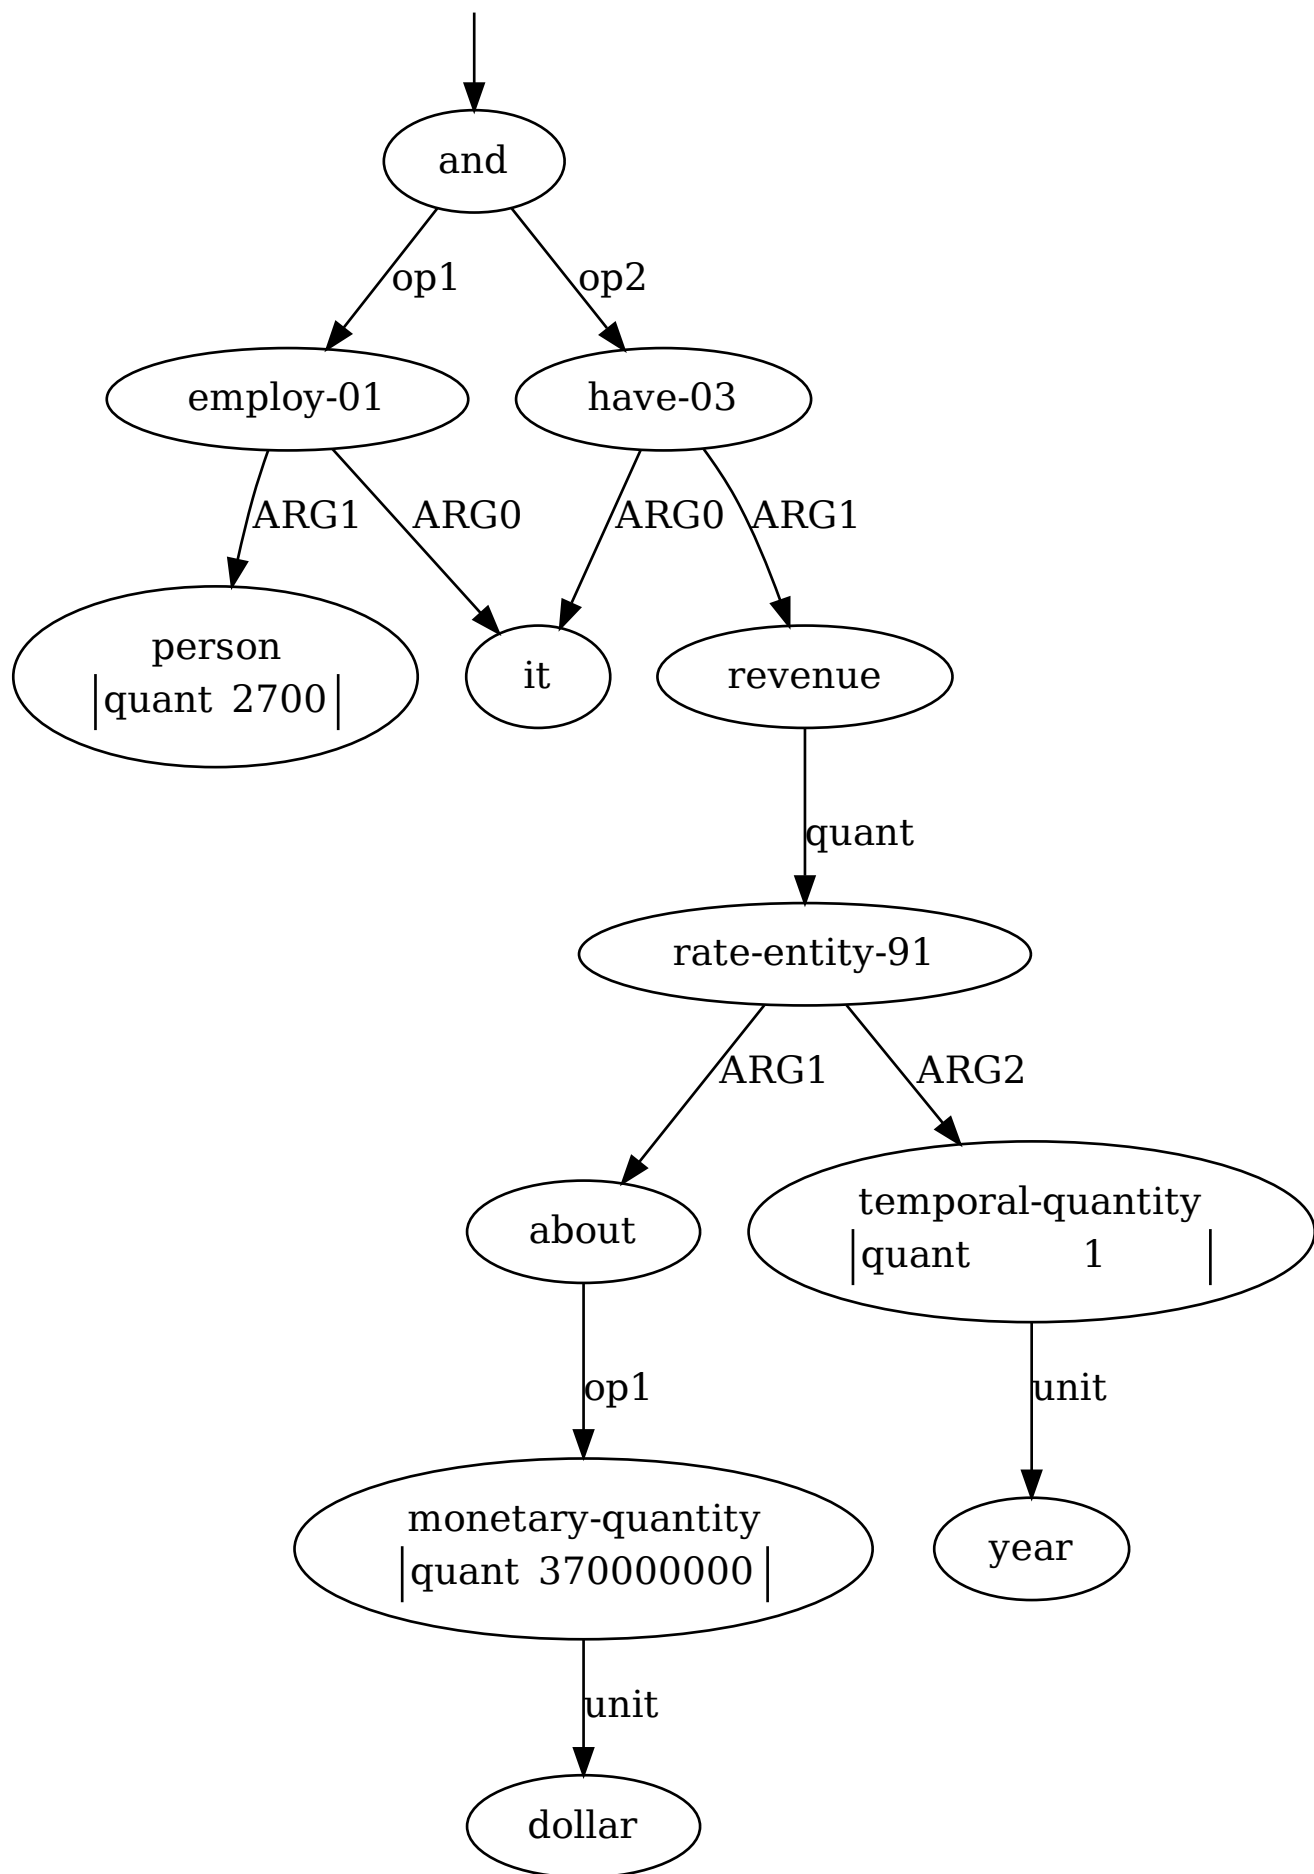 and
op1
op2
employ-01
have-03
ARG1
ARG0
ARG0
ARG1
person
quant 2700
it
revenue
quant
rate-entity-91
ARG1
ARG2
about
temporal-quantity
quant 1
op1
unit
monetary-quantity
quant 370000000
year
unit
dollar